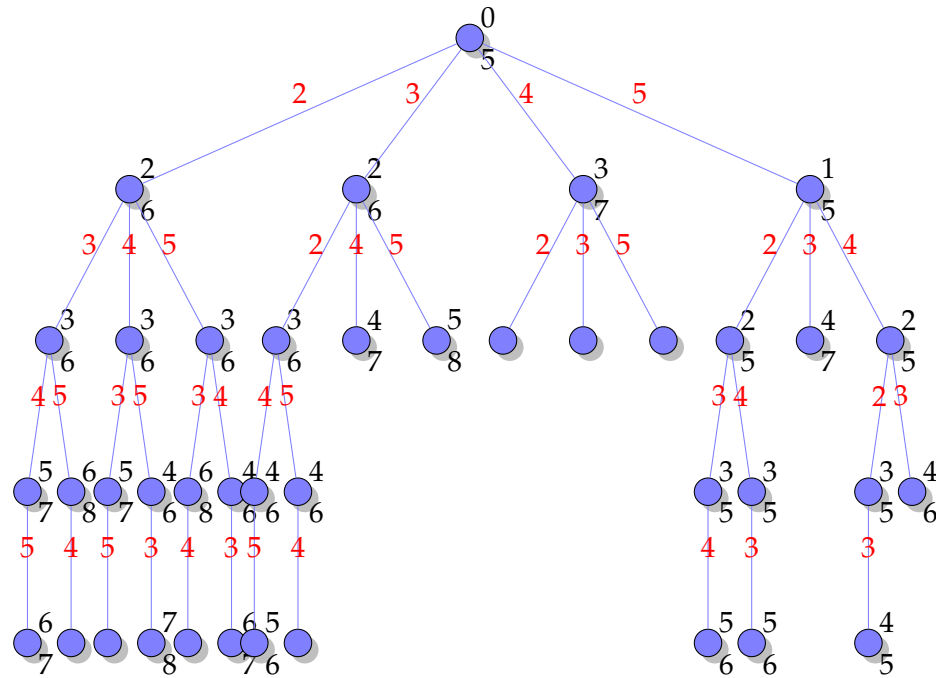 0
5
2 3 4 5
2 2 3 1
6 6 7 5
3 4 5 2 4 5 2 3 5 2 3 4
3 3 3 3 4 5 2 4 2
6 6 6 6 7 8 5 7 5
4 5 3 5 3 4 4 5 3 4 2 3
5 6 5 4 6 4 4 4 3 3 3 4
7 8 7 6 8 6 6 6 5 5 5 6
5 4 5 3 4 3 5 4 4 3 3
6 7 6 5 5 5 4
7 8 7 6 6 6 5